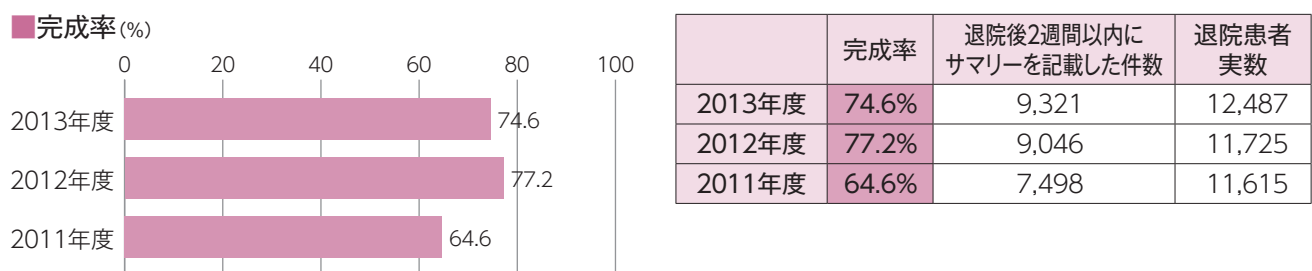 ■完成率(%)
0 20 40 60 80 100
2013年度 74.6
2012年度 77.2
2011年度 64.6
完成率 退院後2週間以内にサマリーを記載した件数 退院患者実数
2013年度 74.6% 9,321 12,487
2012年度 77.2% 9,046 11,725
2011年度 64.6% 7,498 11,615